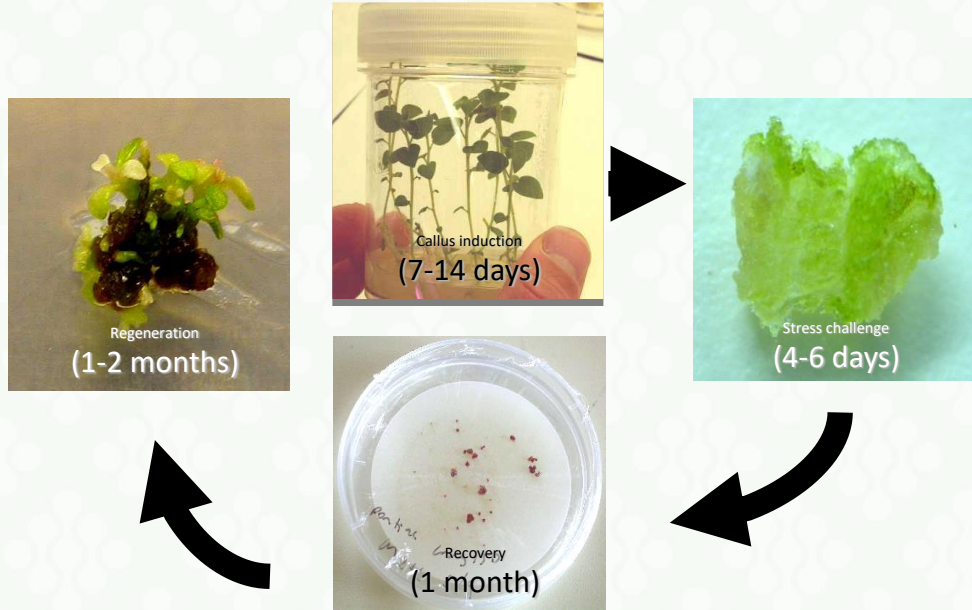 Callus induction
(7-14 days)
Stress challenge
(4-6 days)
Recovery
(1 month)
Regeneration
(1-2 months)